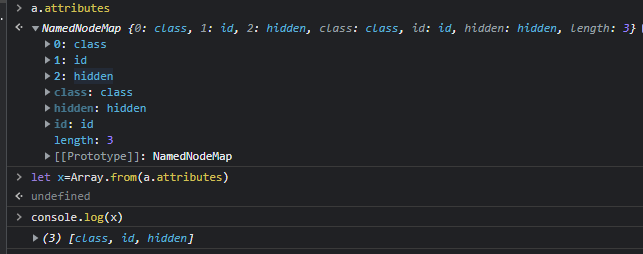 a.attributes
NamedNodeMap {0: class, 1: id, 2: hidden, class: class, id: id, hidden: hidden, length: 3}
0: class
1: id
2: hidden
class: class
hidden: hidden
id: id
length: 3
[[Prototype]]: NamedNodeMap
let x=Array.from(a.attributes)
undefined
console.log(x)
(3) [class, id, hidden]